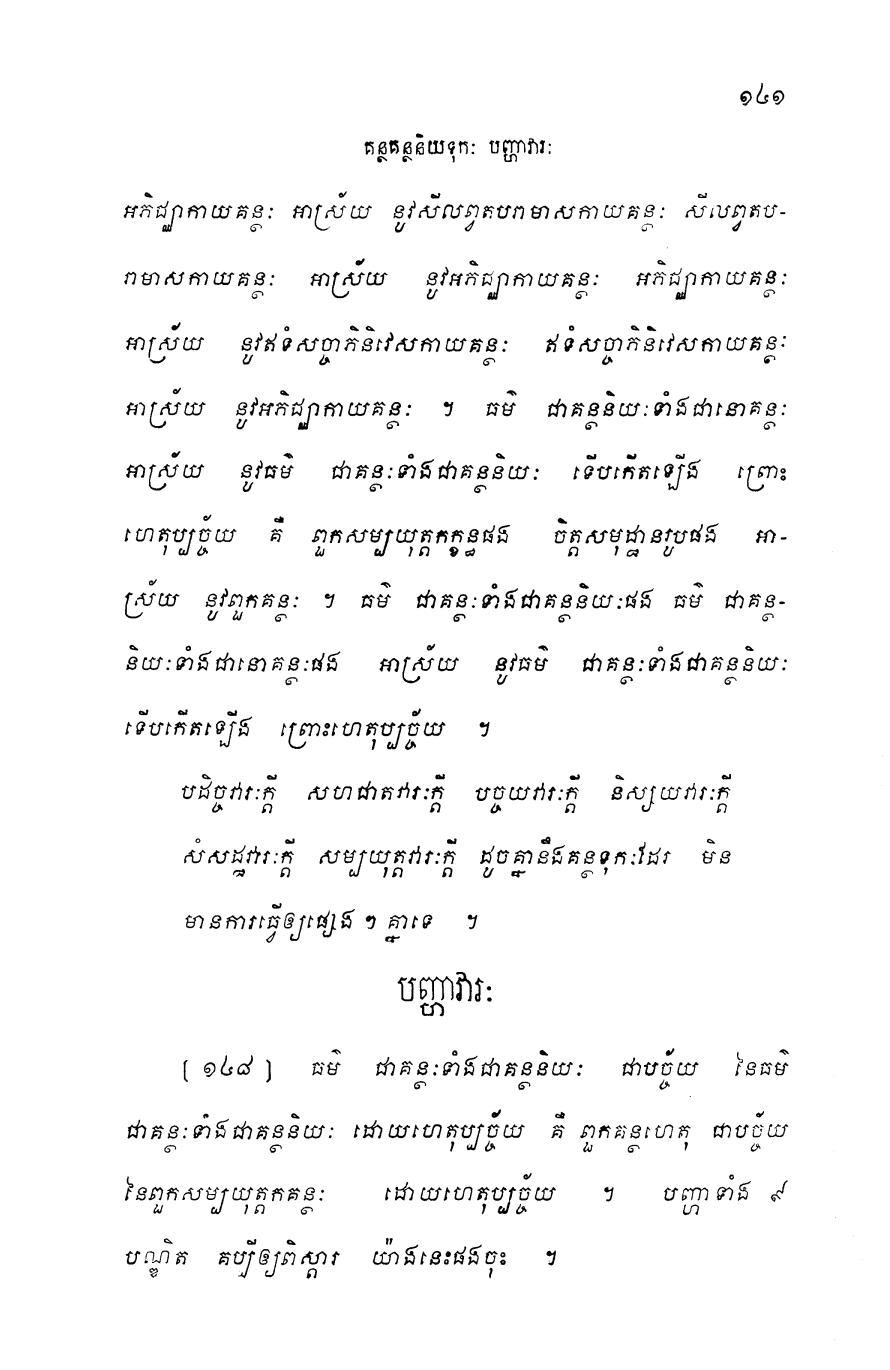 ១៤១
គន្ថគន្ថនិយទុកៈ បញ្ហាវារៈ
អភិជ្ឈាកាយគន្ថៈ អាស្រ័យ នូវសីលព្វតបរាមាសកាយគន្ថៈ សីលព្វតប-
រាមាសកាយគន្ថៈ អាស្រ័យ នូវអភិជ្ឈាកាយគន្ថៈ អភិជ្ឈាកាយគន្ថៈ
អាស្រ័យ នូវឥទំសច្ចាភិនិវេសកាយគន្ថៈ ឥទំសច្ចាភិនិវេសកាយគន្ថៈ
អាស្រ័យ នូវអភិជ្ឈាកាយគន្ថៈ ។ ធម៌ ជាគន្ថនិយៈទាំងជានោគន្ថៈ
អាស្រ័យ នូវធម៌ ជាគន្ថៈទាំងជាគន្ថនិយៈ ទើបកើតឡើង ព្រោះ
ហេតុប្បច្ច័យ គឺ ពួកសម្បយុត្តកក្ខន្ធផង ចិត្តសមុដ្ឋានរូបផង អា-
ស្រ័យ នូវពួកគន្ថៈ ។ ធម៌ ជាគន្ថៈទាំងជាគន្ថនិយៈផង ធម៌ ជាគន្ថ-
និយៈទាំងជានោគន្ថៈផង អាស្រ័យ នូវធម៌ ជាគន្ថៈទាំងជាគន្ថនិយៈ
ទើបកើតឡើង ព្រោះហេតុប្បច្ច័យ ។
បដិច្ចវារៈក្តី សហជាតវារៈក្តី បច្ចយវារៈក្តី និស្សយវារៈក្តី
សំសដ្ឋវារៈក្តី សម្បយុត្តវារៈក្តី ដូចគ្នានឹងគន្ថទុកៈដែរ មិន
មានការធ្វើឲ្យផ្សេង ៗ គ្នាទេ ។
បញ្ហាវារៈ
[ ១៤៨ ] ធម៌ ជាគន្ថៈទាំងជាគន្ថនិយៈ ជាបច្ច័យ នៃធម៌
ជាគន្ថៈទាំងជាគន្ថនិយៈ ដោយហេតុប្បច្ច័យ គឺ ពួកគន្ថហេតុ ជាបច្ច័យ
នៃពួកសម្បយុត្តកគន្ថៈ ដោយហេតុប្បច្ច័យ ។ បញ្ហាទាំង ៩
បណ្ឌិត គប្បីឲ្យពិស្តារ យ៉ាងនេះផងចុះ ។